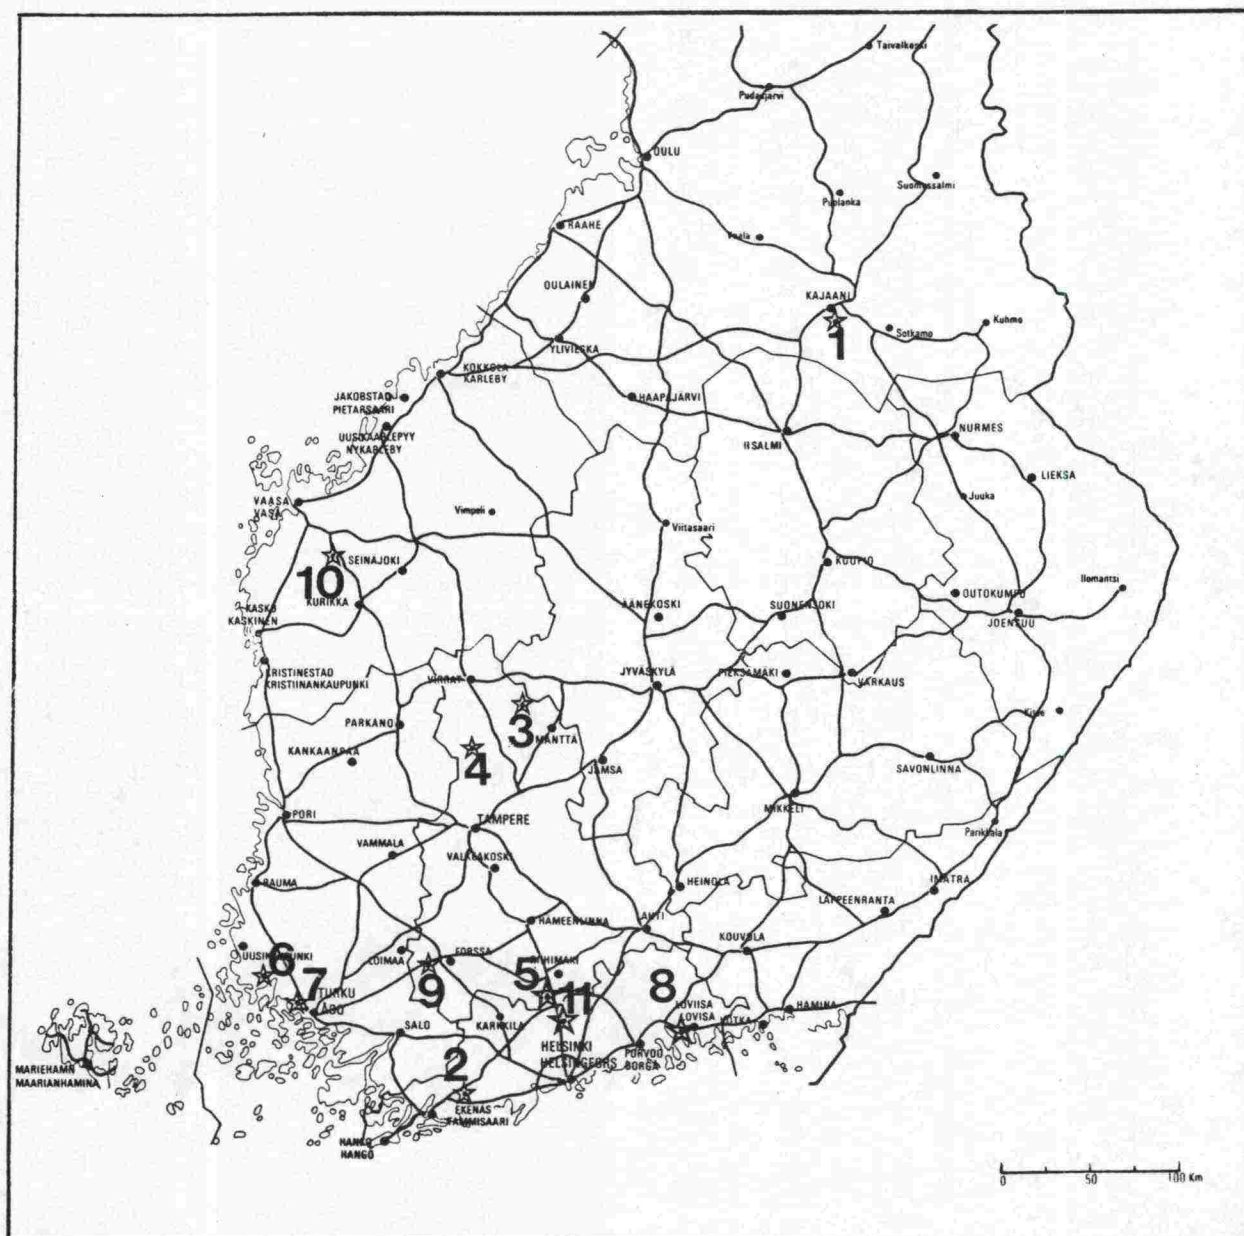 Taivalkoski
Pudasjärvi
OULU
Suomussalmi
Puolanka
RAAHE
Vaala
OULAINEN
KAJAANI
Kuhmo
Sotkamo
1
YLIVIESKA
KOKKOLA
KARLEBY
JAKOBSTAD
PIETARSAARI
HAAPAJÄRVI
UUSIKAARLEPYY
NYKARLEBY
NURMES
IISALMI
LIEKSA
VAASA
VASA
Vimpeli
Juuka
Viitasaari
SEINÄJOKI
10
KUOPIO
Ilomantsi
KURIKKA
OUTOKUMPU
KASKÖ
KASKINEN
ÄÄNEKOSKI
SUONENJOKI
JOENSUU
KRISTINESTAD
KRISTIINANKAUPUNKI
VIRRAT
JYVÄSKYLÄ
PIEKSÄMÄKI
VARKAUS
Kitee
PARKANO
3
MÄNTTÄ
KANKAANPÄÄ
4
JÄMSÄ
SAVONLINNA
MIKKELI
PORI
TAMPERE
Parikkala
VAMMALA
VALKEAKOSKI
RAUMA
HEINOLA
IMATRA
LAPPEENRANTA
HÄMEENLINNA
LAHTI
KOUVOLA
UUSIKAUPUNKI
6
LOIMAA
FORSSA
RIIHIMÄKI
9
5
7
TURKU
ÅBO
11
8
LOVIISA
LOVISA
HAMINA
KOTKA
SALO
KARKKILA
HELSINKI
HELSINGFORS
PORVOO
BORGÅ
MARIEHAMN
MAARIANHAMINA
2
EKENÄS
TAMMISAARI
HANKO
HANGÖ
0
50
100 Km